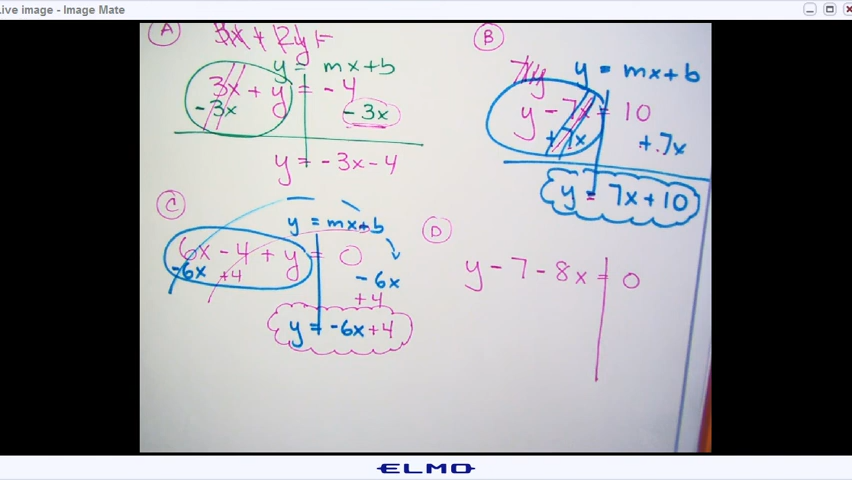 Live image - Image Mate
A
3x + 2y =
y = mx+b
3x + y = -4
-3x -3x
y = -3x - 4
B
7y y = mx+b
y - 7x = 10
+7x +7x
y = 7x + 10
C
y = mx+b
6x - 4 + y = 0
-6x +4 -6x
+4
y = -6x+4
D
y - 7 - 8x = 0
ELMO